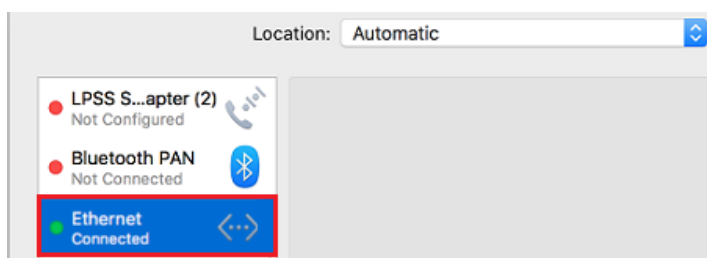 Location: Automatic
LPSS S...apter (2)
Not Configured
Bluetooth PAN
Not Connected
Ethernet
Connected